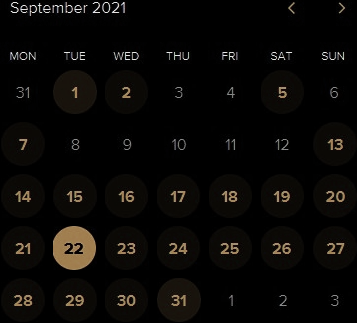 September 2021
MON TUE WED THU FRI SAT SUN
31 1 2 3 4 5 6
7 8 9 10 11 12 13
14 15 16 17 18 19 20
21 22 23 24 25 26 27
28 29 30 31 1 2 3